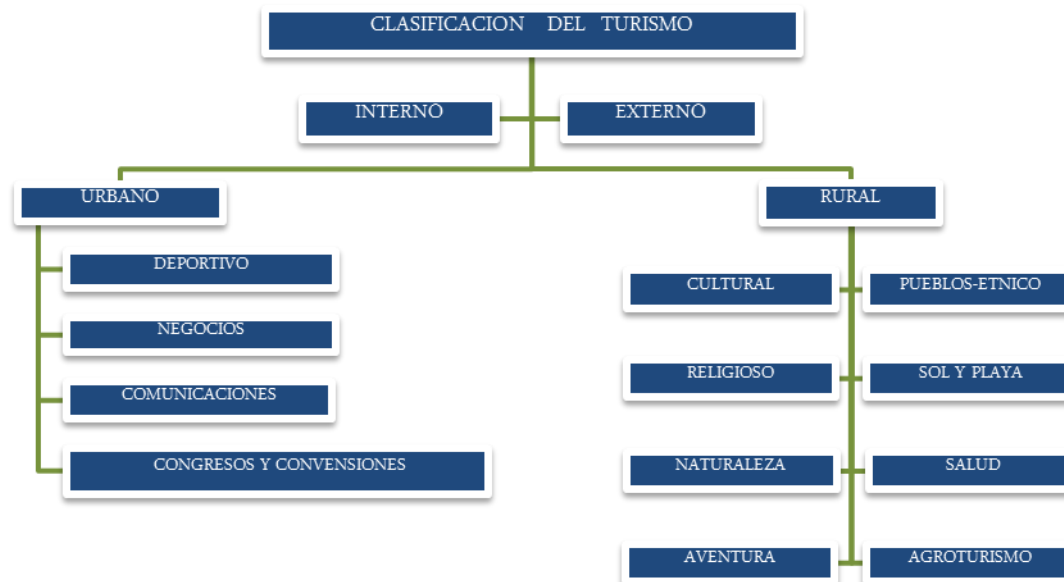 CLASIFICACION DEL TURISMO
INTERNO
EXTERNO
URBANO
DEPORTIVO
NEGOCIOS
COMUNICACIONES
CONGRESOS Y CONVENSIONES
RURAL
CULTURAL
PUEBLOS-ETNICO
RELIGIOSO
SOL Y PLAYA
NATURALEZA
SALUD
AVENTURA
AGROTURISMO